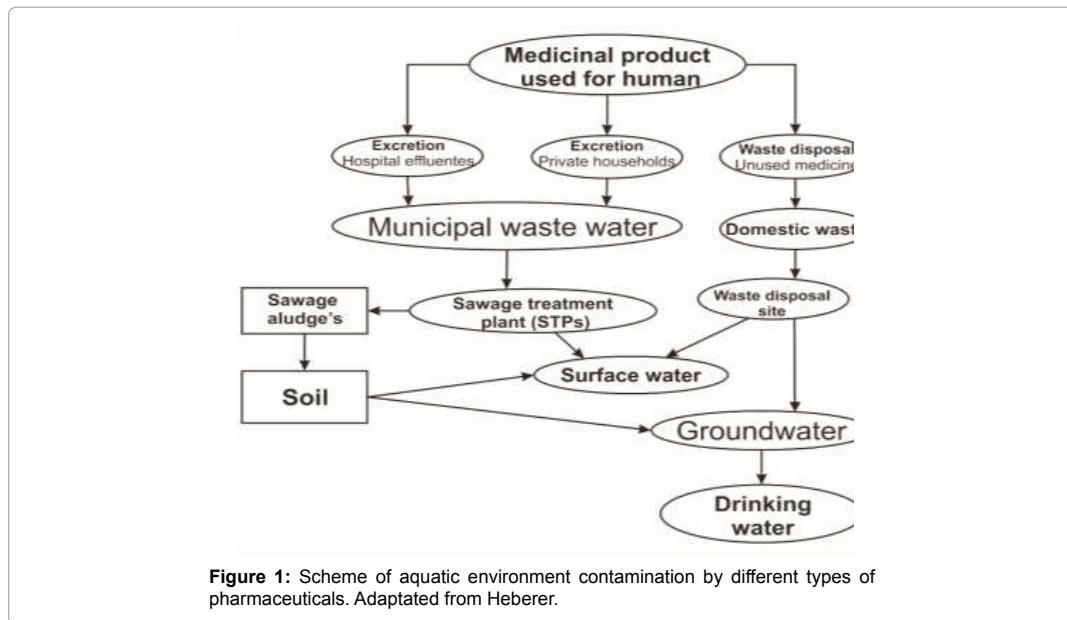 Medicinal product
used for human
Excretion
Hospital effluentes
Excretion
Private households
Waste disposal
Unused medicine
Municipal waste water
Domestic wast
Sawage
aludge's
Sawage treatment
plant (STPs)
Waste disposal
site
Surface water
Soil
Groundwater
Drinking
water
Figure 1: Scheme of aquatic environment contamination by different types of
pharmaceuticals. Adaptated from Heberer.